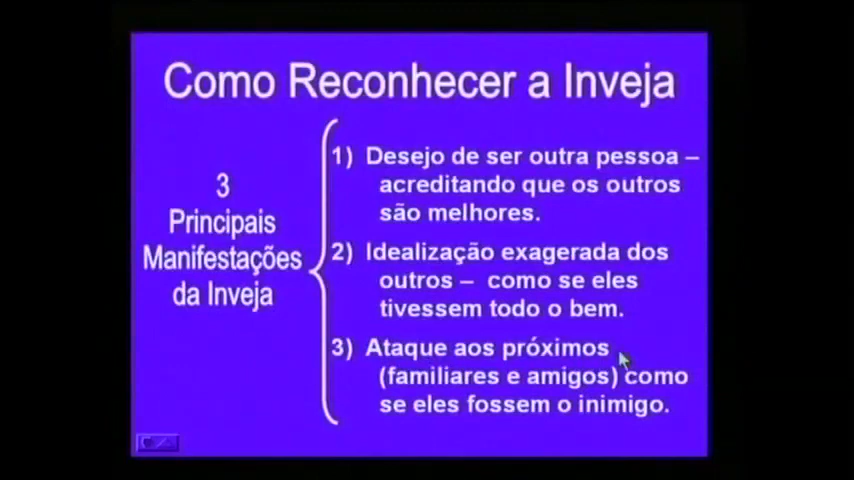 Como Reconhecer a Inveja
3
Principais
Manifestações
da Inveja
1) Desejo de ser outra pessoa –
acreditando que os outros
são melhores.
2) Idealização exagerada dos
outros – como se eles
tivessem todo o bem.
3) Ataque aos próximos
(familiares e amigos) como
se eles fossem o inimigo.